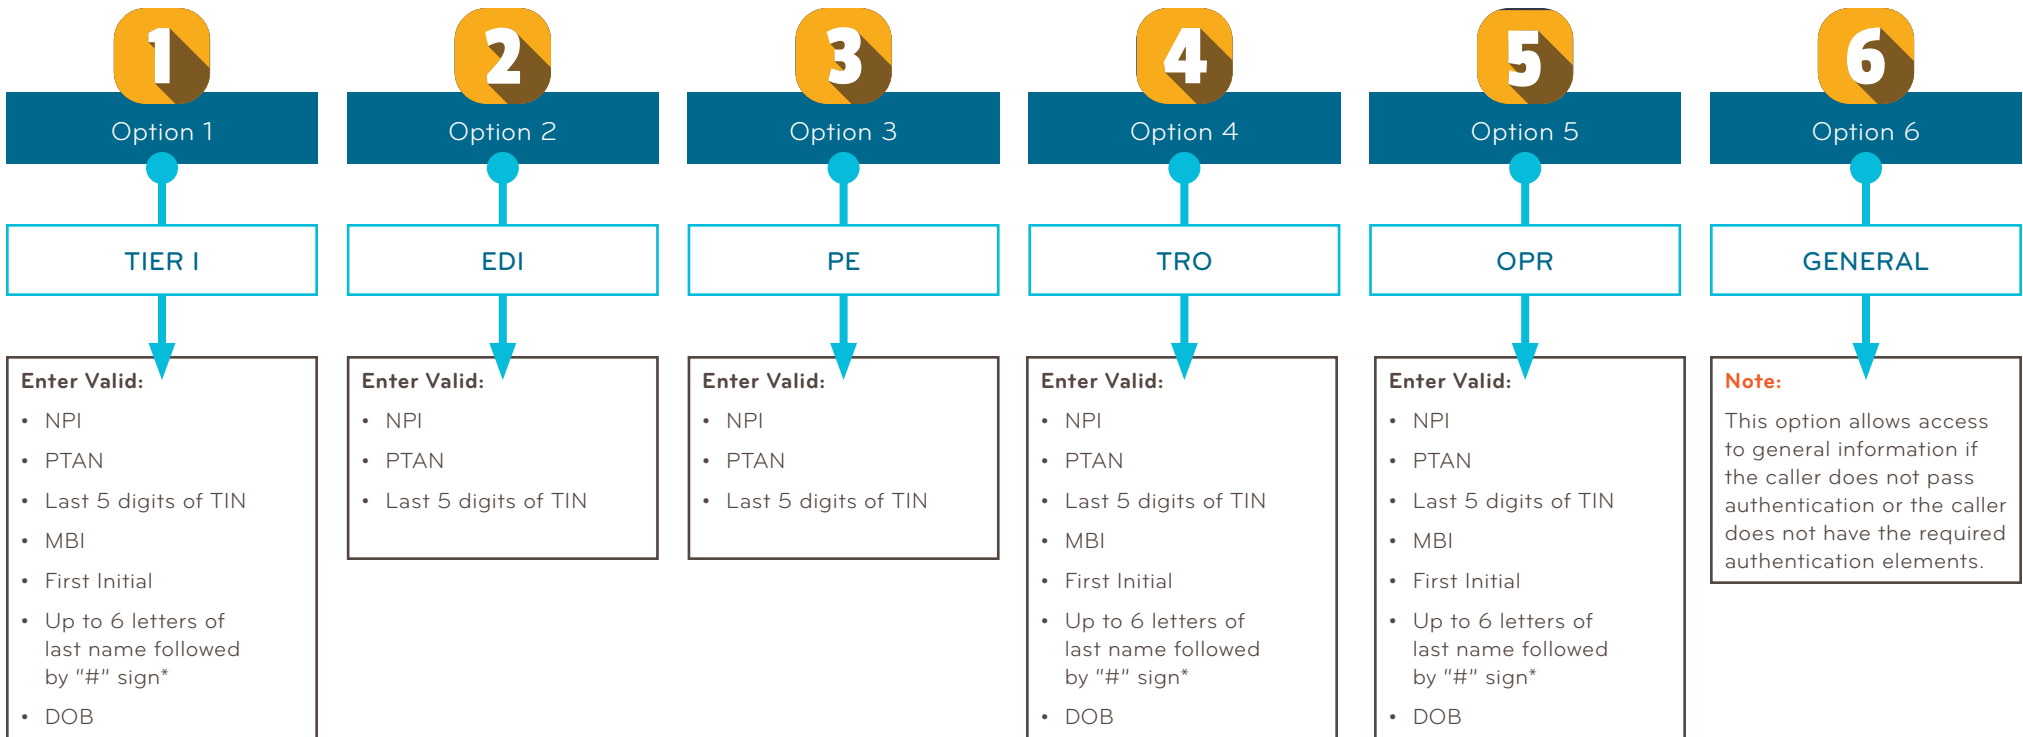 1
Option 1
TIER I
Enter Valid:
• NPI
• PTAN
• Last 5 digits of TIN
• MBI
• First Initial
• Up to 6 letters of
last name followed
by “#” sign*
• DOB
2
Option 2
EDI
Enter Valid:
• NPI
• PTAN
• Last 5 digits of TIN
3
Option 3
PE
Enter Valid:
• NPI
• PTAN
• Last 5 digits of TIN
4
Option 4
TRO
Enter Valid:
• NPI
• PTAN
• Last 5 digits of TIN
• MBI
• First Initial
• Up to 6 letters of
last name followed
by “#” sign*
• DOB
5
Option 5
OPR
Enter Valid:
• NPI
• PTAN
• Last 5 digits of TIN
• MBI
• First Initial
• Up to 6 letters of
last name followed
by “#” sign*
• DOB
6
Option 6
GENERAL
Note:
This option allows access
to general information if
the caller does not pass
authentication or the caller
does not have the required
authentication elements.